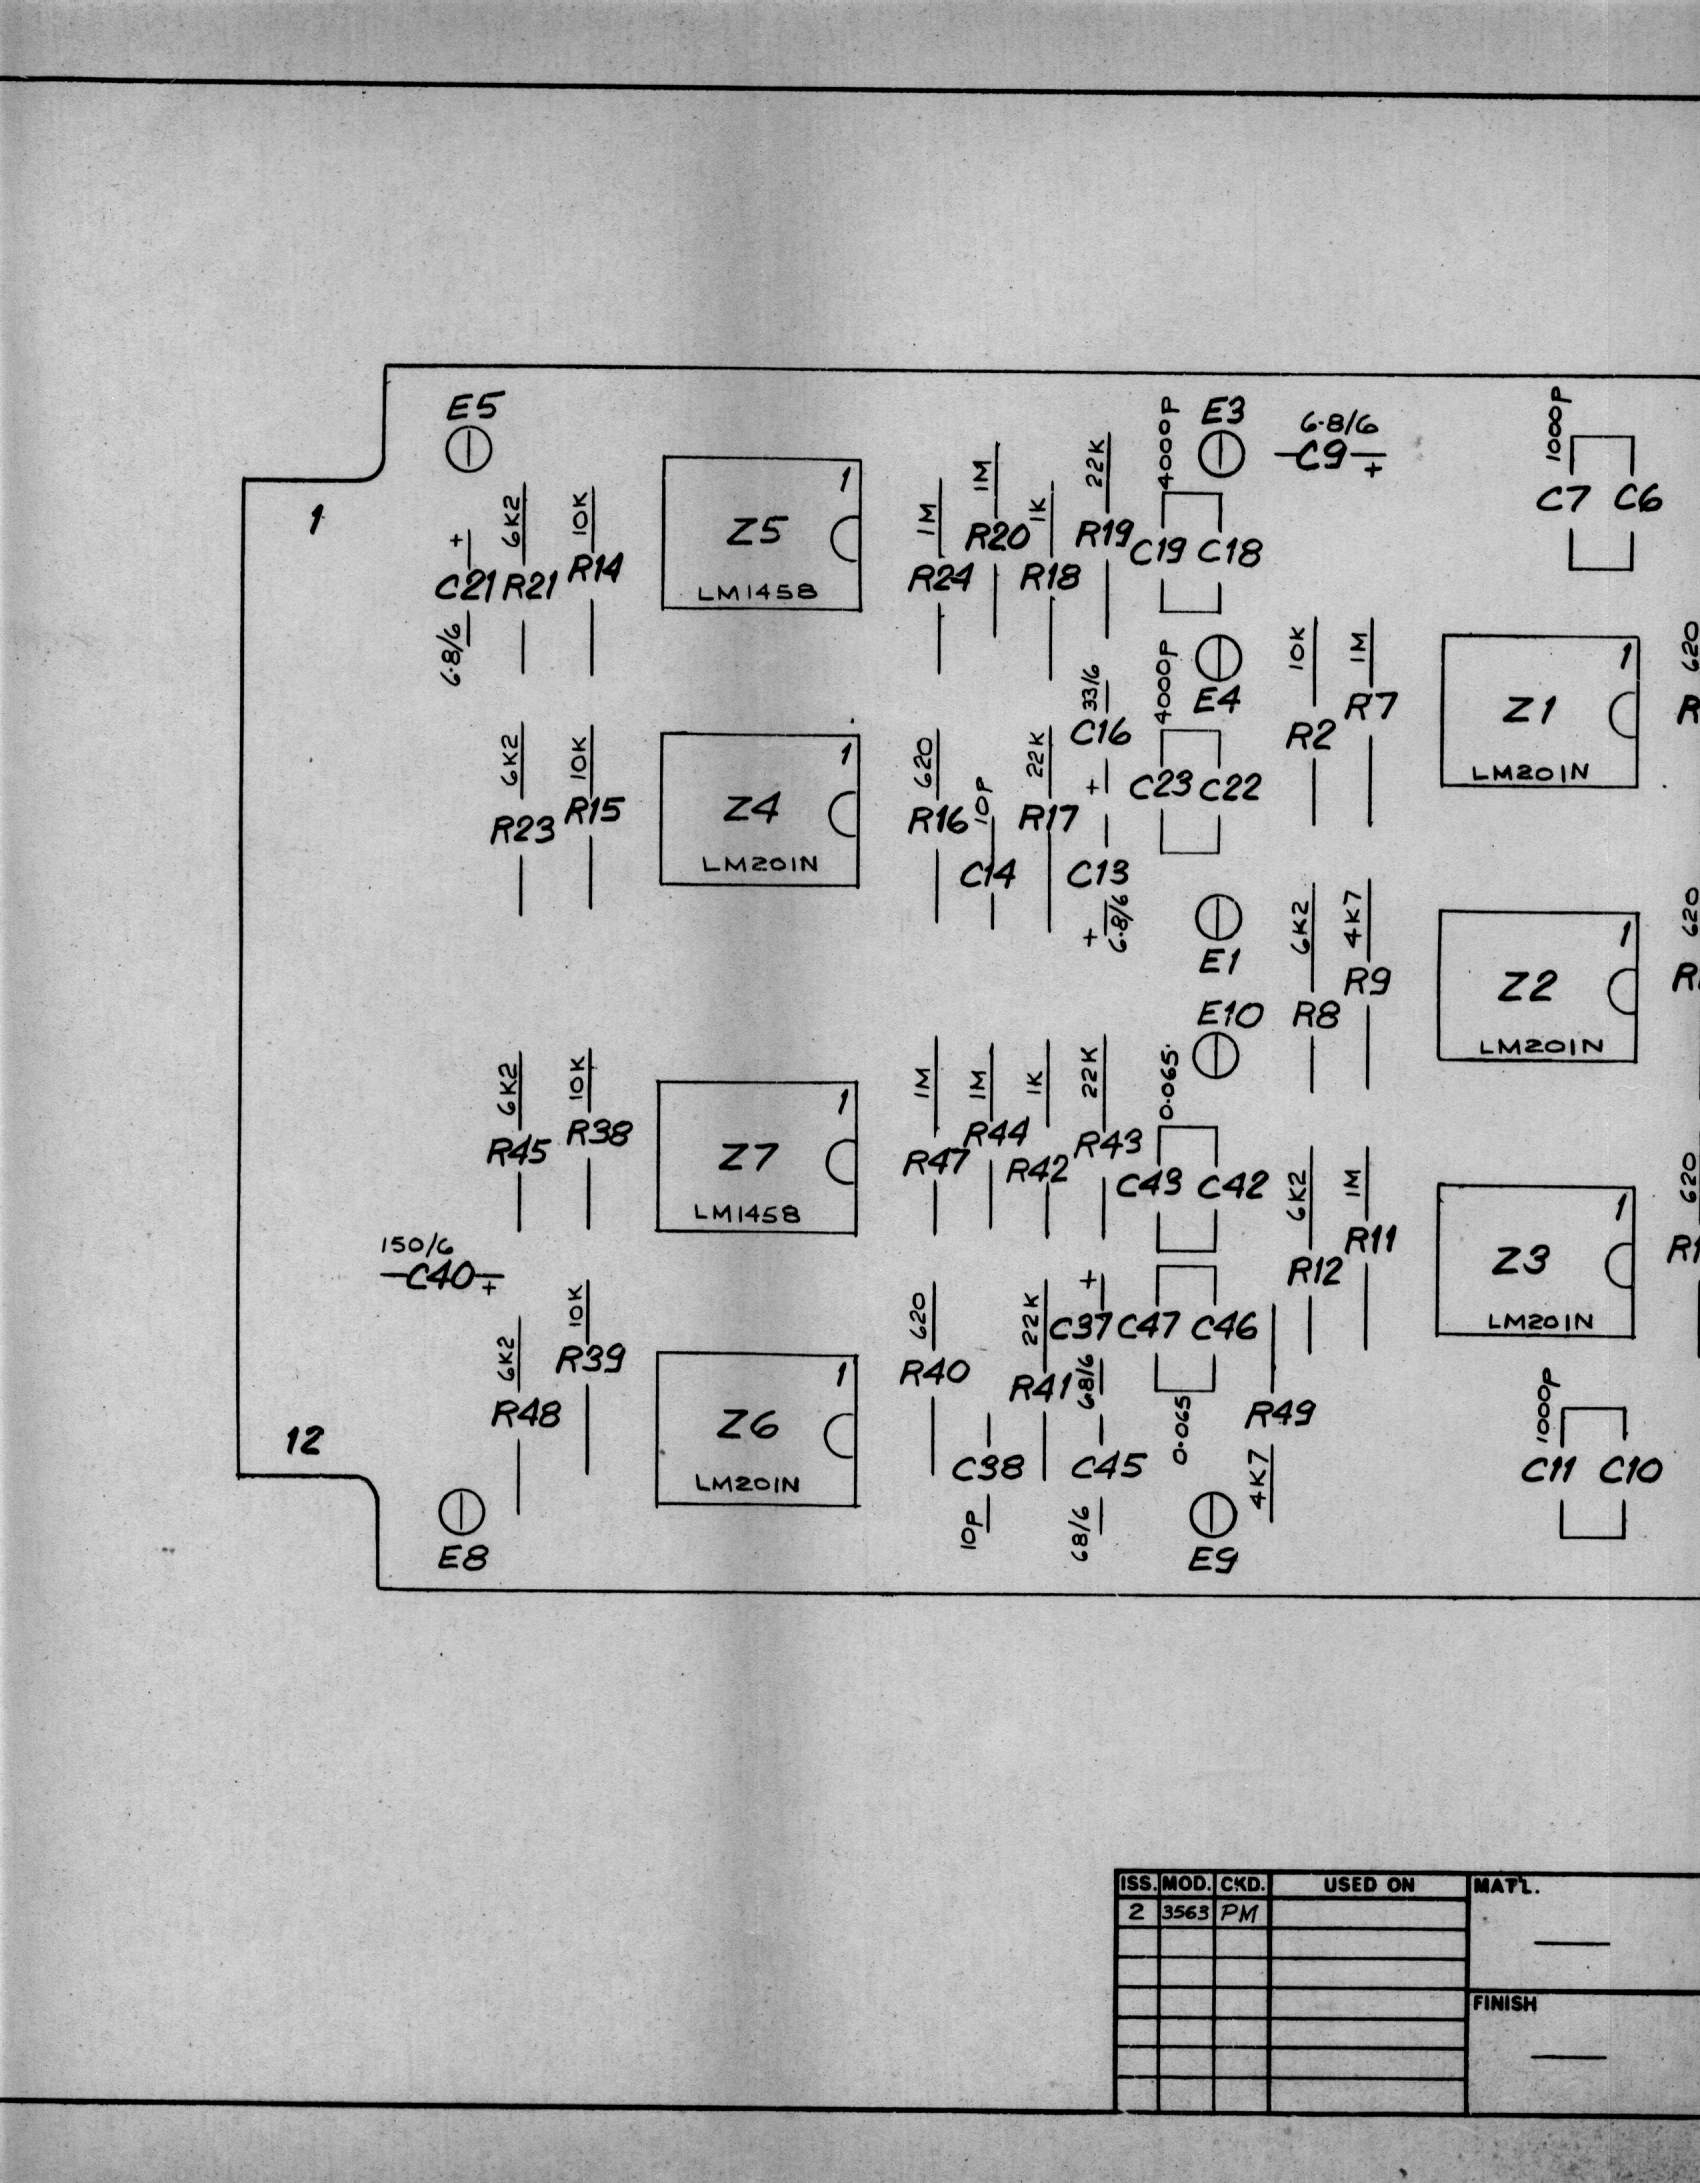 E5
E3
6·8/6
C9
+
1000P
C7 C6
4000P
1
+
C21
6·8/6
6K2
R21
10K
R14
Z5
1
LM1458
1M
R24
1M
R20
1K
R18
22K
R19
C19 C18
E4
4000P
33/6
C16
+
C23 C22
10K
R2
1M
R7
Z1
1
LM201N
620
6K2
R23
10K
R15
Z4
1
LM201N
620
R16
10P
C14
22K
R17
C13
+
6·8/6
E1
E10
6K2
R8
4K7
R9
Z2
1
LM201N
620
6K2
R45
10K
R38
Z7
1
LM1458
1M
R47
1M
R44
1K
R42
22K
R43
0·065
C43 C42
6K2
R12
1M
R11
Z3
1
LM201N
620
150/6
C40
+
6K2
R48
10K
R39
Z6
1
LM201N
620
R40
22K
R41
+
C37
68/6
C47 C46
0·065
R49
4K7
C38
10P
C45
68/6
1000P
C11 C10
12
E8
E9
ISS. MOD. CKD. USED ON MAT'L.
2 3563 PM
FINISH